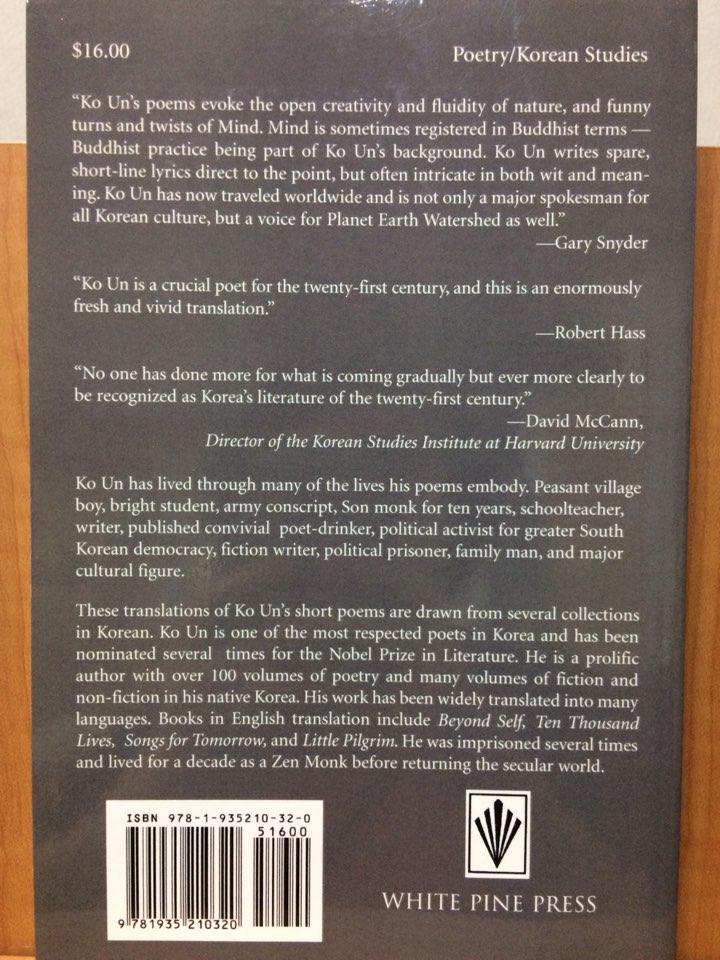 $16.00
Poetry/Korean Studies
“Ko Un’s poems evoke the open creativity and fluidity of nature, and funny
turns and twists of Mind. Mind is sometimes registered in Buddhist terms —
Buddhist practice being part of Ko Un’s background. Ko Un writes spare,
short-line lyrics direct to the point, but often intricate in both wit and mean-
ing. Ko Un has now traveled worldwide and is not only a major spokesman for
all Korean culture, but a voice for Planet Earth Watershed as well.”
—Gary Snyder
“Ko Un is a crucial poet for the twenty-first century, and this is an enormously
fresh and vivid translation.”
—Robert Hass
“No one has done more for what is coming gradually but ever more clearly to
be recognized as Korea’s literature of the twenty-first century.”
—David McCann,
Director of the Korean Studies Institute at Harvard University
Ko Un has lived through many of the lives his poems embody. Peasant village
boy, bright student, army conscript, Son monk for ten years, schoolteacher,
writer, published convivial poet-drinker, political activist for greater South
Korean democracy, fiction writer, political prisoner, family man, and major
cultural figure.
These translations of Ko Un’s short poems are drawn from several collections
in Korean. Ko Un is one of the most respected poets in Korea and has been
nominated several times for the Nobel Prize in Literature. He is a prolific
author with over 100 volumes of poetry and many volumes of fiction and
non-fiction in his native Korea. His work has been widely translated into many
languages. Books in English translation include Beyond Self, Ten Thousand
Lives, Songs for Tomorrow, and Little Pilgrim. He was imprisoned several times
and lived for a decade as a Zen Monk before returning the secular world.
ISBN 978-1-935210-32-0
51600
9 781935 210320
WHITE PINE PRESS